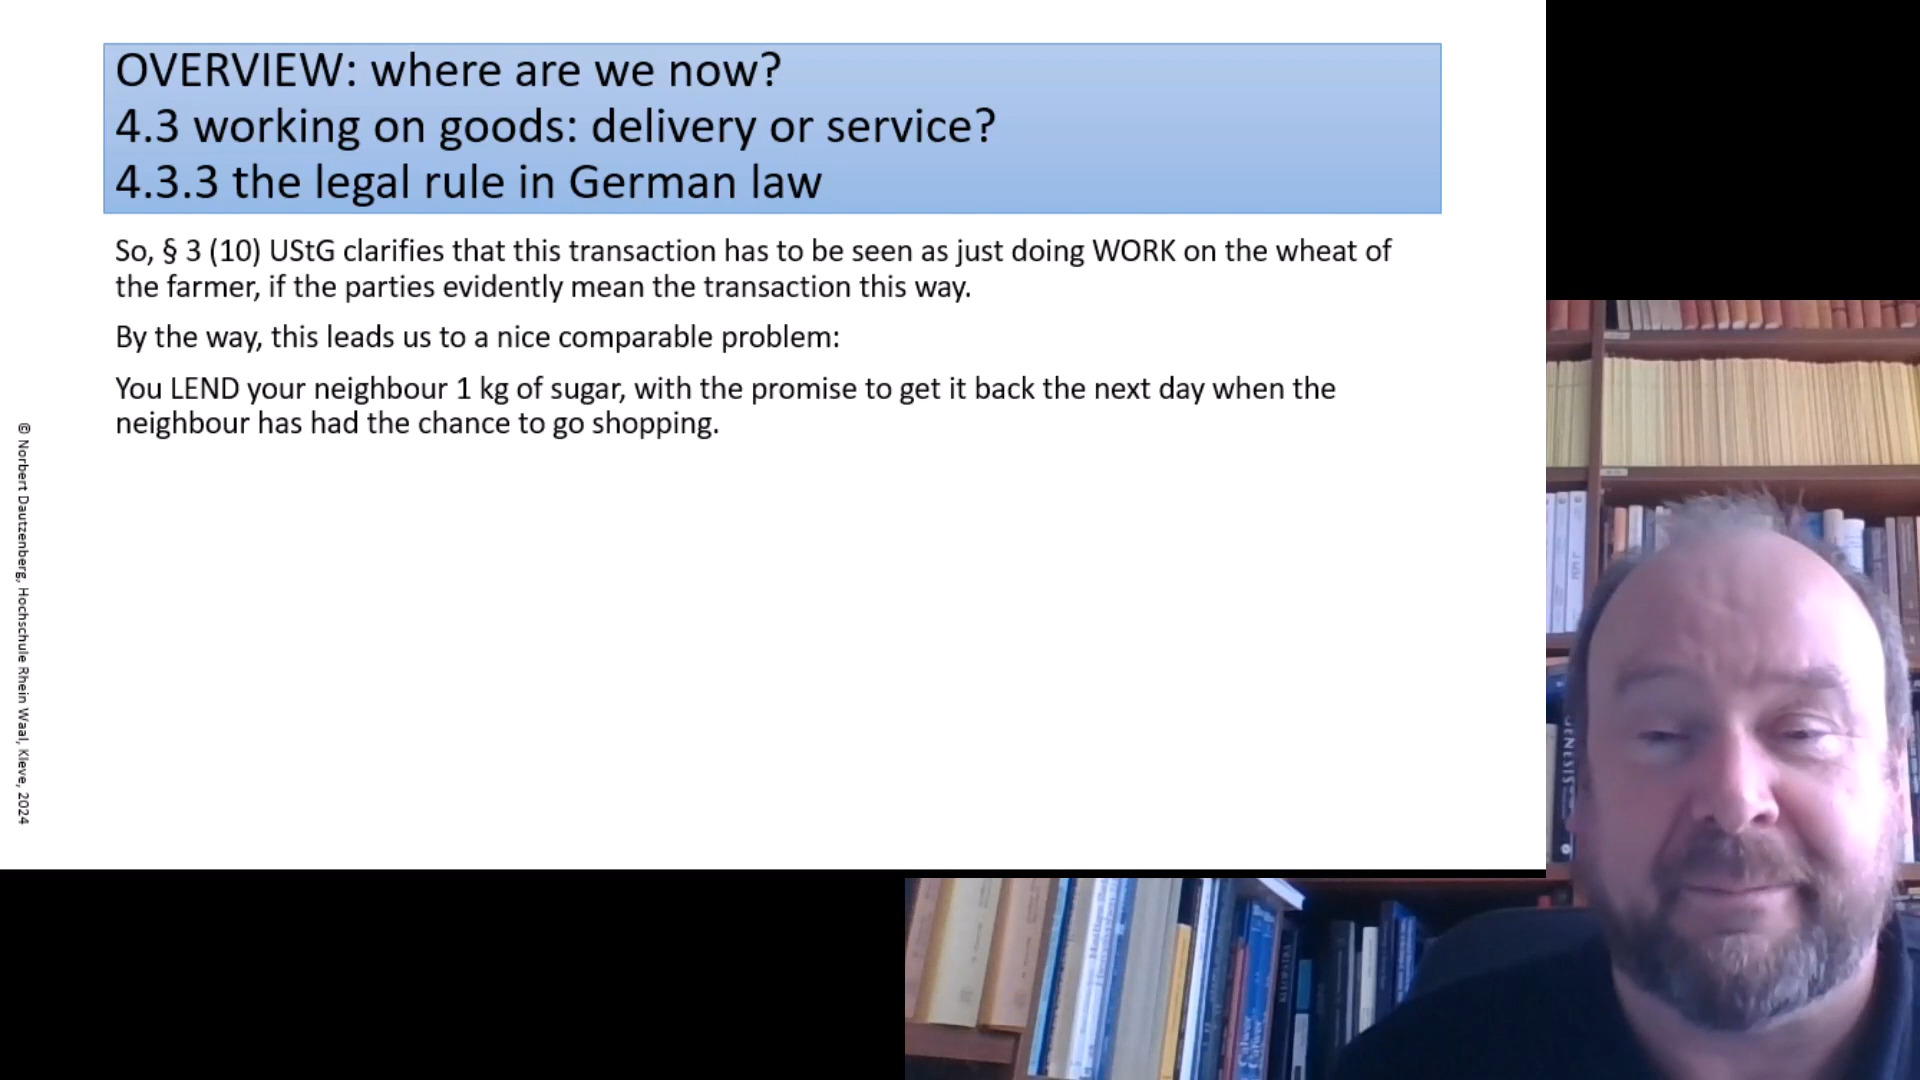 OVERVIEW: where are we now?
4.3 working on goods: delivery or service?
4.3.3 the legal rule in German law
So, § 3 (10) UStG clarifies that this transaction has to be seen as just doing WORK on the wheat of
the farmer, if the parties evidently mean the transaction this way.
By the way, this leads us to a nice comparable problem:
You LEND your neighbour 1 kg of sugar, with the promise to get it back the next day when the
neighbour has had the chance to go shopping.
© Norbert Dautzenberg, Hochschule Rhein Waal, Kleve, 2024
GENESIS